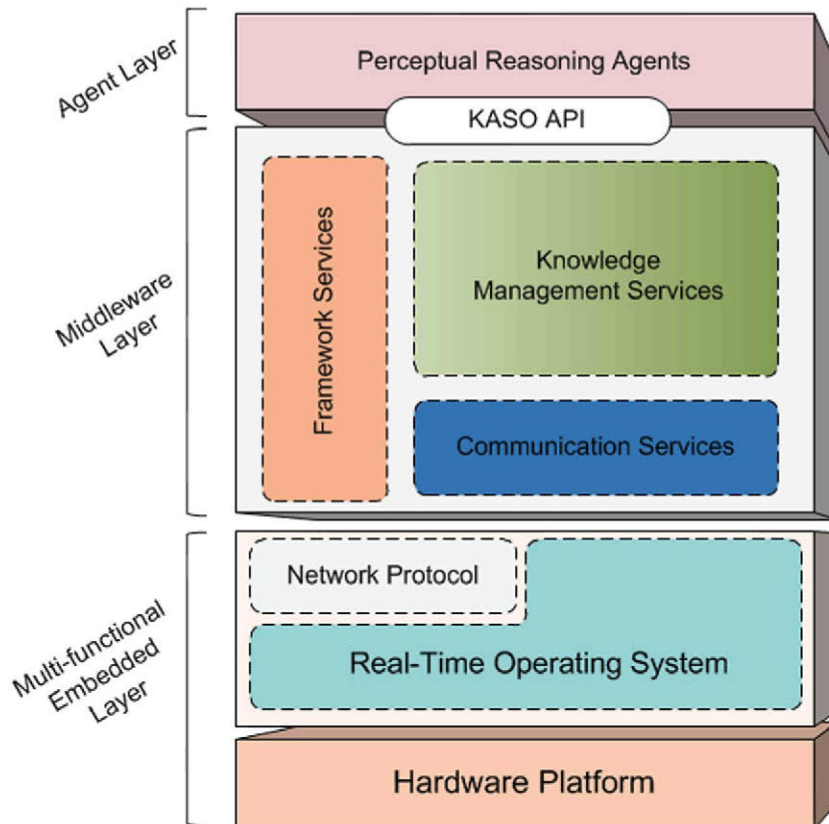 Agent Layer
Perceptual Reasoning Agents
KASO API
Middleware
Layer
Framework Services
Knowledge
Management Services
Communication Services
Multi-functional
Embedded
Layer
Network Protocol
Real-Time Operating System
Hardware Platform